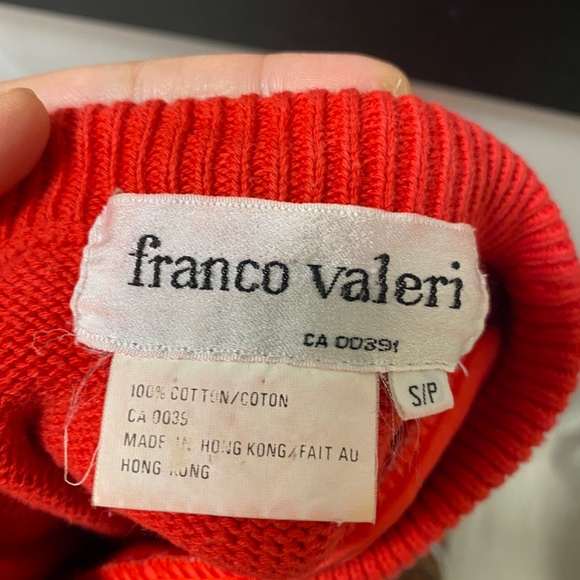 franco valeri
CA 00391
S/P
100% COTTON/COTON
CA 0039
MADE IN HONG KONG/FAIT AU
HONG KONG